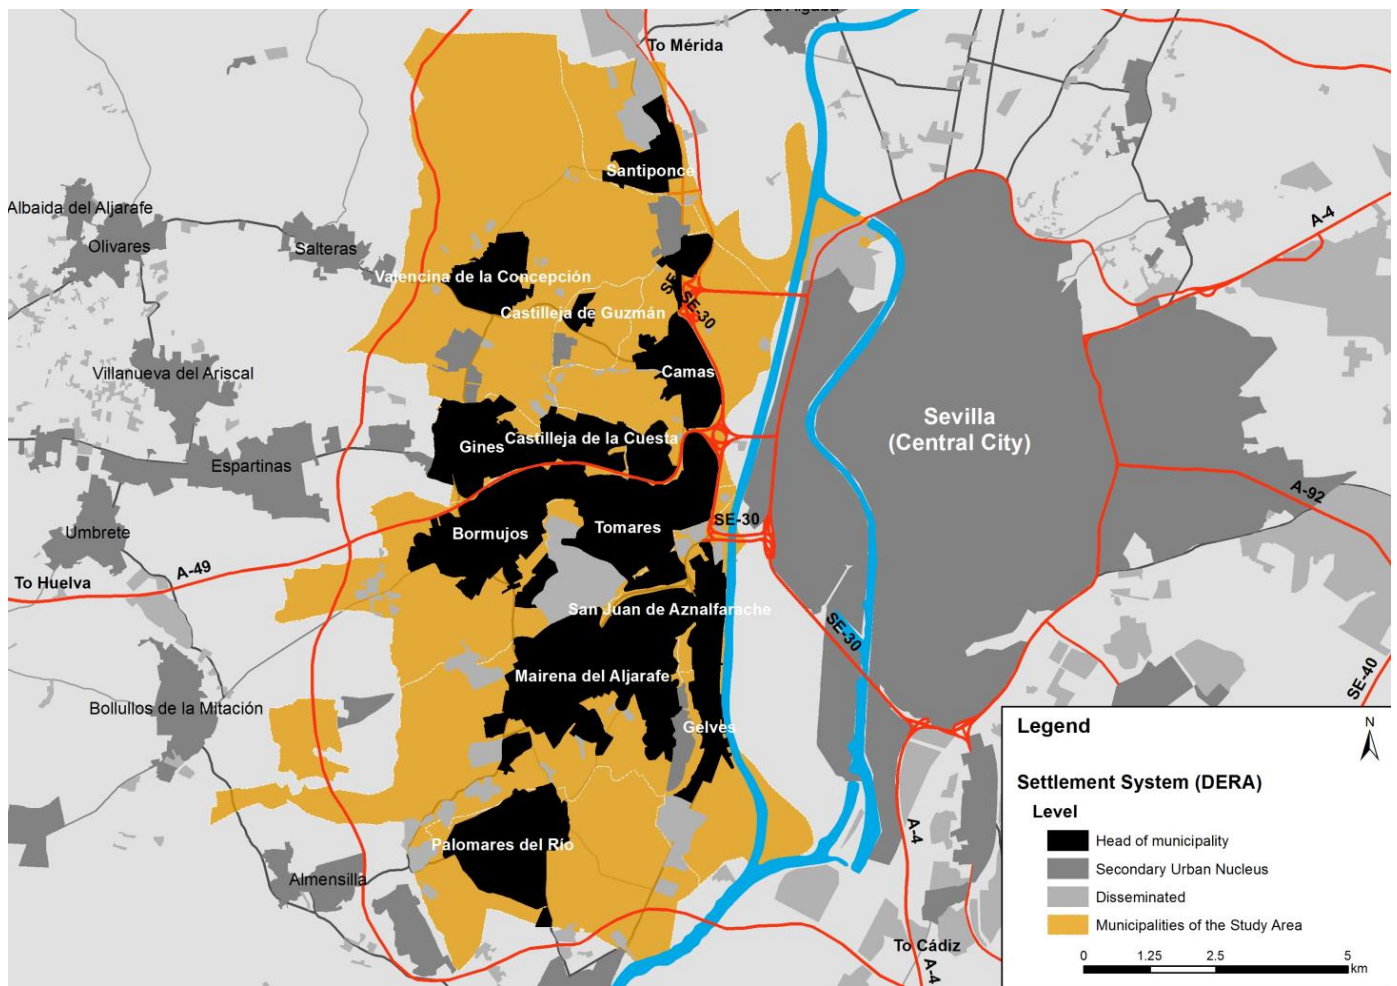 La Algaba
To Mérida
Santiponce
Albaida del Aljarafe
Olivares
Salteras
A-4
Valencina de la Concepción
Castilleja de Guzmán
SE-30
Villanueva del Ariscal
Camas
Sevilla
(Central City)
Castilleja de la Cuesta
Gines
Espartinas
A-92
Umbrete
Bormujos
Tomares
SE-30
To Huelva
A-49
San Juan de Aznalfarache
SE-30
Mairena del Aljarafe
SE-40
Bollullos de la Mitación
Gelves
Palomares del Río
Almensilla
A-4
To Cádiz
A-4
Legend
N
Settlement System (DERA)
Level
Head of municipality
Secondary Urban Nucleus
Disseminated
Municipalities of the Study Area
0 1.25 2.5 5
km